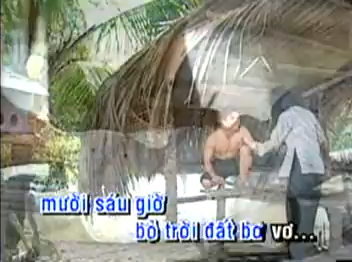 mười sáu giờ
bỏ trời đất bơ vơ...